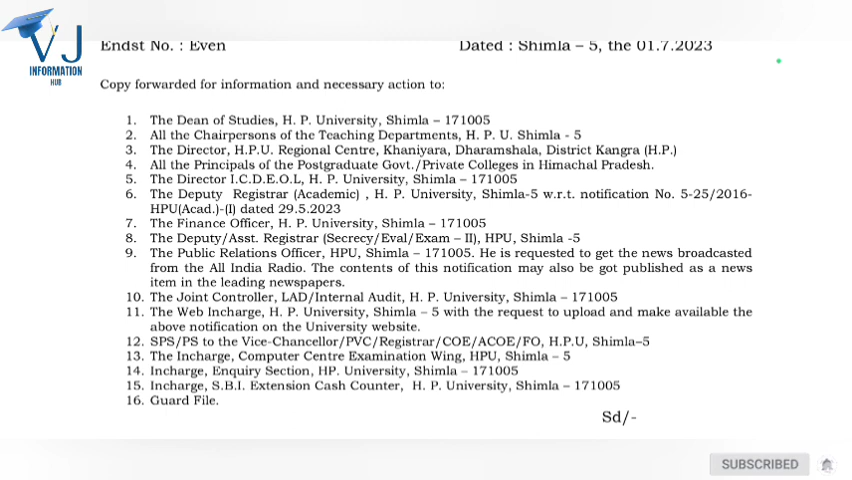 VJ
INFORMATION
HUB
Endst No. : Even Dated : Shimla – 5, the 01.7.2023
Copy forwarded for information and necessary action to:
1. The Dean of Studies, H. P. University, Shimla – 171005
2. All the Chairpersons of the Teaching Departments, H. P. U. Shimla - 5
3. The Director, H.P.U. Regional Centre, Khaniyara, Dharamshala, District Kangra (H.P.)
4. All the Principals of the Postgraduate Govt./Private Colleges in Himachal Pradesh.
5. The Director I.C.D.E.O.L, H. P. University, Shimla – 171005
6. The Deputy Registrar (Academic) , H. P. University, Shimla-5 w.r.t. notification No. 5-25/2016-
HPU(Acad.)-(I) dated 29.5.2023
7. The Finance Officer, H. P. University, Shimla – 171005
8. The Deputy/Asst. Registrar (Secrecy/Eval/Exam – II), HPU, Shimla -5
9. The Public Relations Officer, HPU, Shimla – 171005. He is requested to get the news broadcasted
from the All India Radio. The contents of this notification may also be got published as a news
item in the leading newspapers.
10. The Joint Controller, LAD/Internal Audit, H. P. University, Shimla – 171005
11. The Web Incharge, H. P. University, Shimla – 5 with the request to upload and make available the
above notification on the University website.
12. SPS/PS to the Vice-Chancellor/PVC/Registrar/COE/ACOE/FO, H.P.U, Shimla–5
13. The Incharge, Computer Centre Examination Wing, HPU, Shimla – 5
14. Incharge, Enquiry Section, HP. University, Shimla – 171005
15. Incharge, S.B.I. Extension Cash Counter, H. P. University, Shimla – 171005
16. Guard File.
Sd/-
SUBSCRIBED